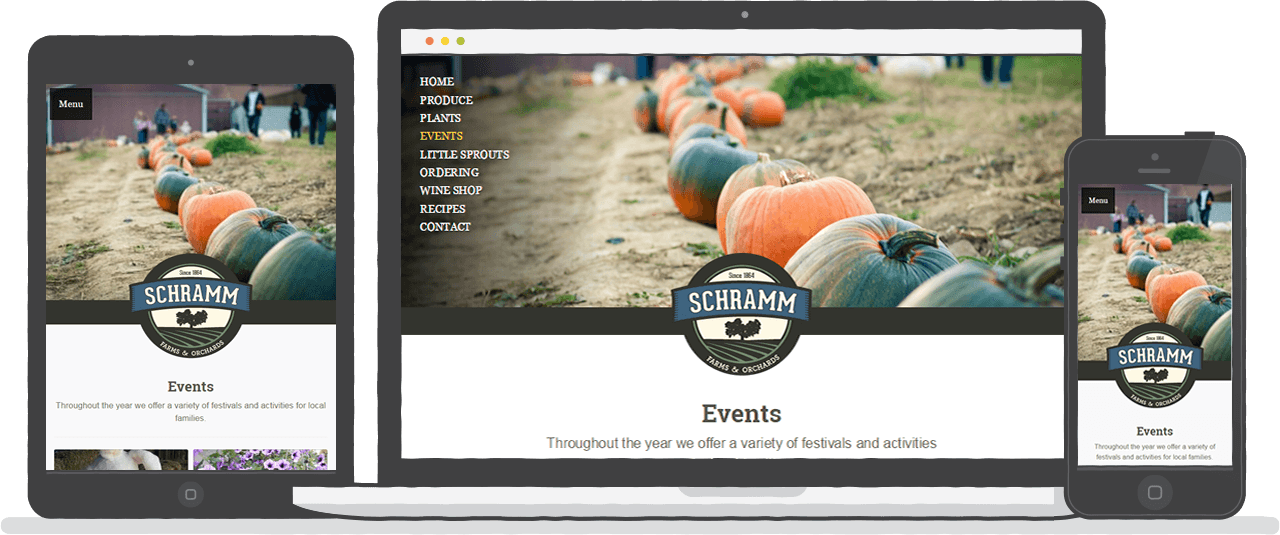 Menu
Since 1864
SCHRAMM
FARMS & ORCHARDS
Events
Throughout the year we offer a variety of festivals and activities for local
families.
HOME
PRODUCE
PLANTS
EVENTS
LITTLE SPROUTS
ORDERING
WINE SHOP
RECIPES
CONTACT
Since 1864
SCHRAMM
FARMS & ORCHARDS
Events
Throughout the year we offer a variety of festivals and activities
Menu
Since 1864
SCHRAMM
FARMS & ORCHARDS
Events
Throughout the year we offer a variety of
festivals and activities for local families.